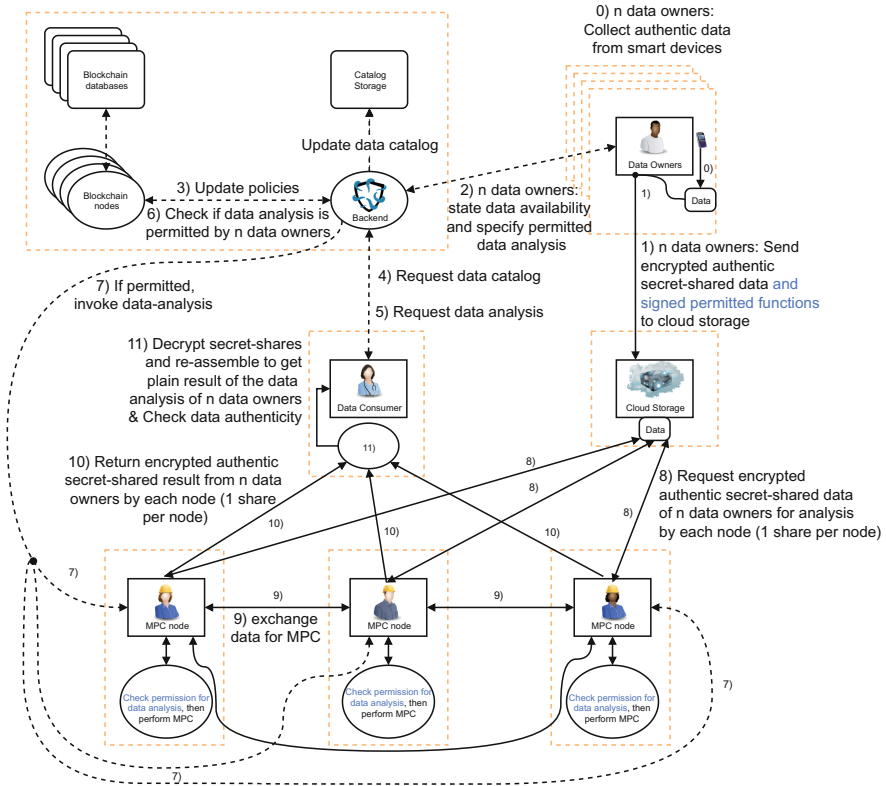 0) n data owners:
Collect authentic data
from smart devices
Blockchain
databases
Catalog
Storage
Update data catalog
Data Owners
0)
1)
Data
Blockchain
nodes
3) Update policies
6) Check if data analysis is
permitted by n data owners
Backend
2) n data owners:
state data availability
and specify permitted
data analysis
1) n data owners: Send
encrypted authentic
secret-shared data and
signed permitted functions
to cloud storage
7) If permitted,
invoke data-analysis
4) Request data catalog
5) Request data analysis
11) Decrypt secret-shares
and re-assemble to get
plain result of the data
analysis of n data owners
& Check data authenticity
Data Consumer
11)
Cloud Storage
Data
10) Return encrypted authentic
secret-shared result from n data
owners by each node (1 share
per node)
8)
8)
8)
8) Request encrypted
authentic secret-shared data
of n data owners for analysis
by each node (1 share per node)
10)
10)
10)
7)
MPC node
9)
9) exchange
data for MPC
MPC node
9)
MPC node
7)
Check permission for
data analysis, then
perform MPC
Check permission for
data analysis, then
perform MPC
Check permission for
data analysis, then
perform MPC
7)